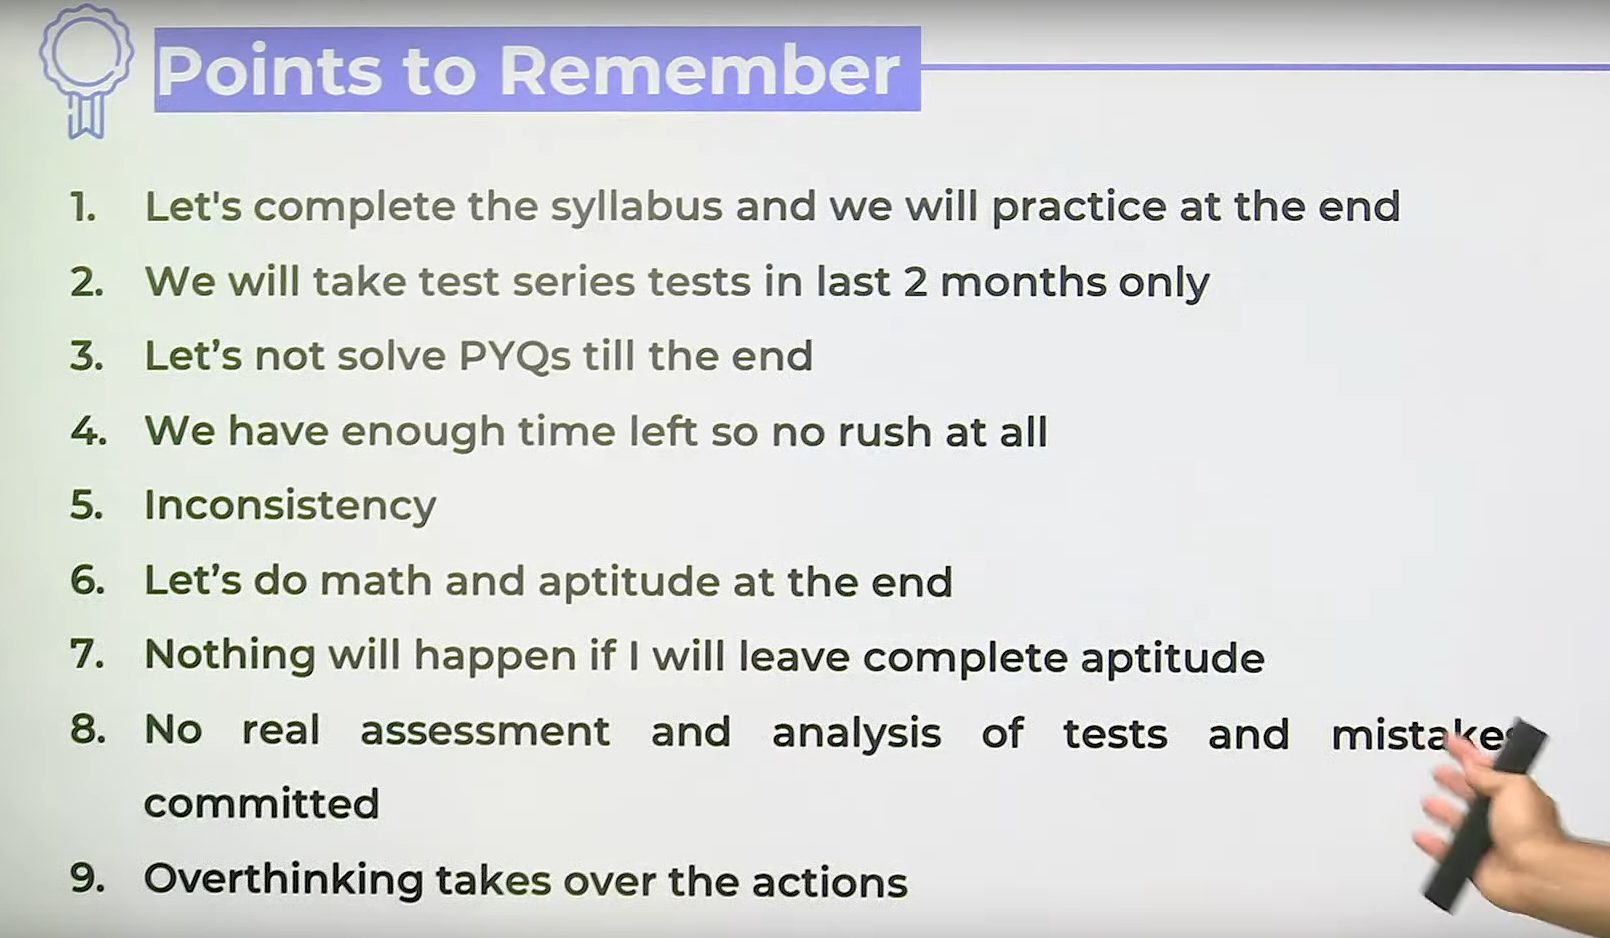 Points to Remember
1. Let's complete the syllabus and we will practice at the end
2. We will take test series tests in last 2 months only
3. Let’s not solve PYQs till the end
4. We have enough time left so no rush at all
5. Inconsistency
6. Let’s do math and aptitude at the end
7. Nothing will happen if I will leave complete aptitude
8. No real assessment and analysis of tests and mistakes
committed
9. Overthinking takes over the actions